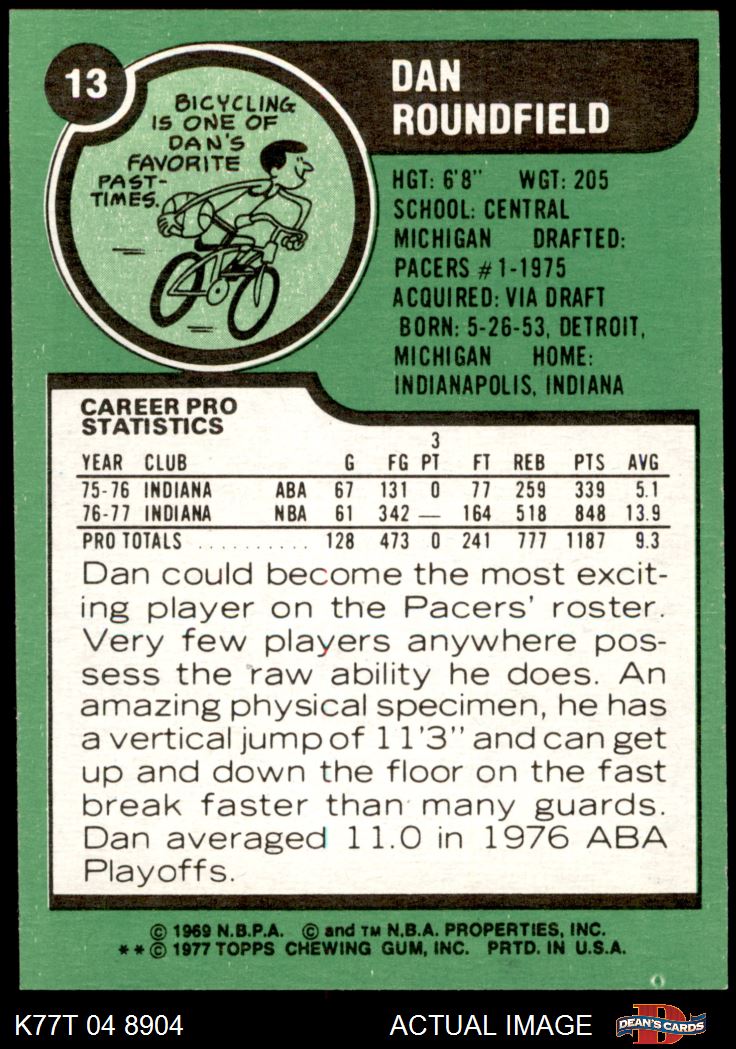 13
BICYCLING
IS ONE OF
DAN'S
FAVORITE
PAST-
TIMES.
DAN
ROUNDFIELD
HGT: 6'8" WGT: 205
SCHOOL: CENTRAL
MICHIGAN DRAFTED:
PACERS #1-1975
ACQUIRED: VIA DRAFT
BORN: 5-26-53, DETROIT,
MICHIGAN HOME:
INDIANAPOLIS, INDIANA
CAREER PRO
STATISTICS
YEAR CLUB G FG 3 PT FT REB PTS AVG
75-76 INDIANA ABA 67 131 0 77 259 339 5.1
76-77 INDIANA NBA 61 342 — 164 518 848 13.9
PRO TOTALS .......... 128 473 0 241 777 1187 9.3
Dan could become the most excit-
ing player on the Pacers' roster.
Very few players anywhere pos-
sess the raw ability he does. An
amazing physical specimen, he has
a vertical jump of 11'3" and can get
up and down the floor on the fast
break faster than many guards.
Dan averaged 11.0 in 1976 ABA
Playoffs.
© 1969 N.B.P.A. © and TM N.B.A. PROPERTIES, INC.
**© 1977 TOPPS CHEWING GUM, INC. PRTD. IN U.S.A.
K77T 04 8904 ACTUAL IMAGE D DEAN'S CARDS